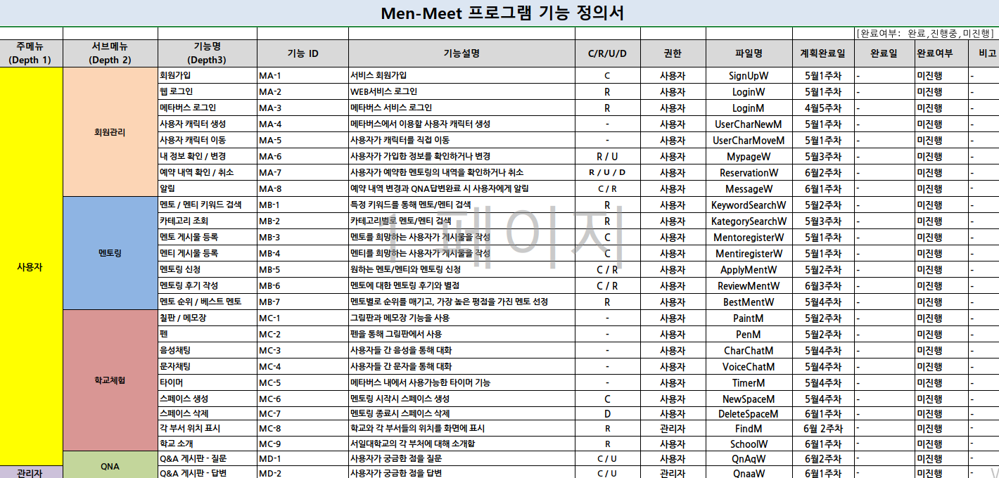 Men-Meet 프로그램 기능 정의서
[완료여부: 완료,진행중,미진행]
주메뉴 (Depth 1) 서브메뉴 (Depth 2) 기능명 (Depth3) 기능 ID 기능설명 C/R/U/D 권한 파일명 계획완료일 완료일 완료여부 비고
회원가입 MA-1 서비스 회원가입 C 사용자 SignUpW 5월1주차 - 미진행 -
웹 로그인 MA-2 WEB서비스 로그인 R 사용자 LoginW 5월1주차 - 미진행 -
메타버스 로그인 MA-3 메타버스 서비스 로그인 R 사용자 LoginM 4월5주차 - 미진행 -
사용자 캐릭터 생성 MA-4 메타버스에서 이용할 사용자 캐릭터 생성 - 사용자 UserCharNewM 5월1주차 - 미진행 -
회원관리
사용자 캐릭터 이동 MA-5 사용자가 캐릭터를 직접 이동 - 사용자 UserCharMoveM 5월1주차 - 미진행 -
내 정보 확인 / 변경 MA-6 사용자가 가입한 정보를 확인하거나 변경 R / U 사용자 MypageW 5월3주차 - 미진행 -
예약 내역 확인 / 취소 MA-7 사용자가 예약한 멘토링의 내역을 확인하거나 취소 R / U / D 사용자 ReservationW 6월2주차 - 미진행 -
알림 MA-8 예약 내역 변경과 QNA답변완료 시 사용자에게 알림 C / R 사용자 MessageW 6월1주차 - 미진행 -
멘토 / 멘티 키워드 검색 MB-1 특정 키워드를 통해 멘토/멘티 검색 R 사용자 KeywordSearchW 5월2주차 - 미진행 -
카테고리 조회 MB-2 카테고리별로 멘토/멘티 검색 R 사용자 KategorySearchW 5월3주차 - 미진행 -
1 페이지
멘토 게시물 등록 MB-3 멘토를 희망하는 사용자가 게시물을 작성 C 사용자 MentoregisterW 5월1주차 - 미진행 -
멘토링 멘티 게시물 등록 MB-4 멘티를 희망하는 사용자가 게시물을 작성 C 사용자 MentiregisterW 5월1주차 - 미진행 -
사용자 멘토링 신청 MB-5 원하는 멘토/멘티와 멘토링 신청 C / R 사용자 ApplyMentW 5월2주차 - 미진행 -
멘토링 후기 작성 MB-6 멘토에 대한 멘토링 후기와 별점 C / R 사용자 ReviewMentW 6월3주차 - 미진행 -
멘토 순위 / 베스트 멘토 MB-7 멘토별로 순위를 매기고, 가장 높은 평점을 가진 멘토 선정 R 사용자 BestMentW 5월4주차 - 미진행 -
칠판 / 메모장 MC-1 그림판과 메모장 기능을 사용 - 사용자 PaintM 5월2주차 - 미진행 -
펜 MC-2 펜을 통해 그림판에서 사용 - 사용자 PenM 5월2주차 - 미진행 -
음성채팅 MC-3 사용자들 간 음성을 통해 대화 - 사용자 CharChatM 5월4주차 - 미진행 -
문자채팅 MC-4 사용자들 간 문자을 통해 대화 - 사용자 VoiceChatM 5월4주차 - 미진행 -
학교체험 타이머 MC-5 메타버스 내에서 사용가능한 타이머 기능 - 사용자 TimerM 5월4주차 - 미진행 -
스페이스 생성 MC-6 멘토링 시작시 스페이스 생성 C 사용자 NewSpaceM 5월4주차 - 미진행 -
스페이스 삭제 MC-7 멘토링 종료시 스페이스 삭제 D 사용자 DeleteSpaceM 6월1주차 - 미진행 -
각 부서 위치 표시 MC-8 학교와 각 부서들의 위치를 화면에 표시 R 관리자 FindM 6월 2주차 - 미진행 -
학교 소개 MC-9 서일대학교의 각 부처에 대해 소개함 R 사용자 SchoolW 6월1주차 - 미진행 -
QNA
Q&A 게시판 - 질문 MD-1 사용자가 궁금한 점을 질문 C / U 사용자 QnAqW 6월2주차 - 미진행 -
관리자 Q&A 게시판 - 답변 MD-2 사용자가 궁금한 점을 답변 C / U 관리자 QnaaW 6월1주차 - 미진행 -